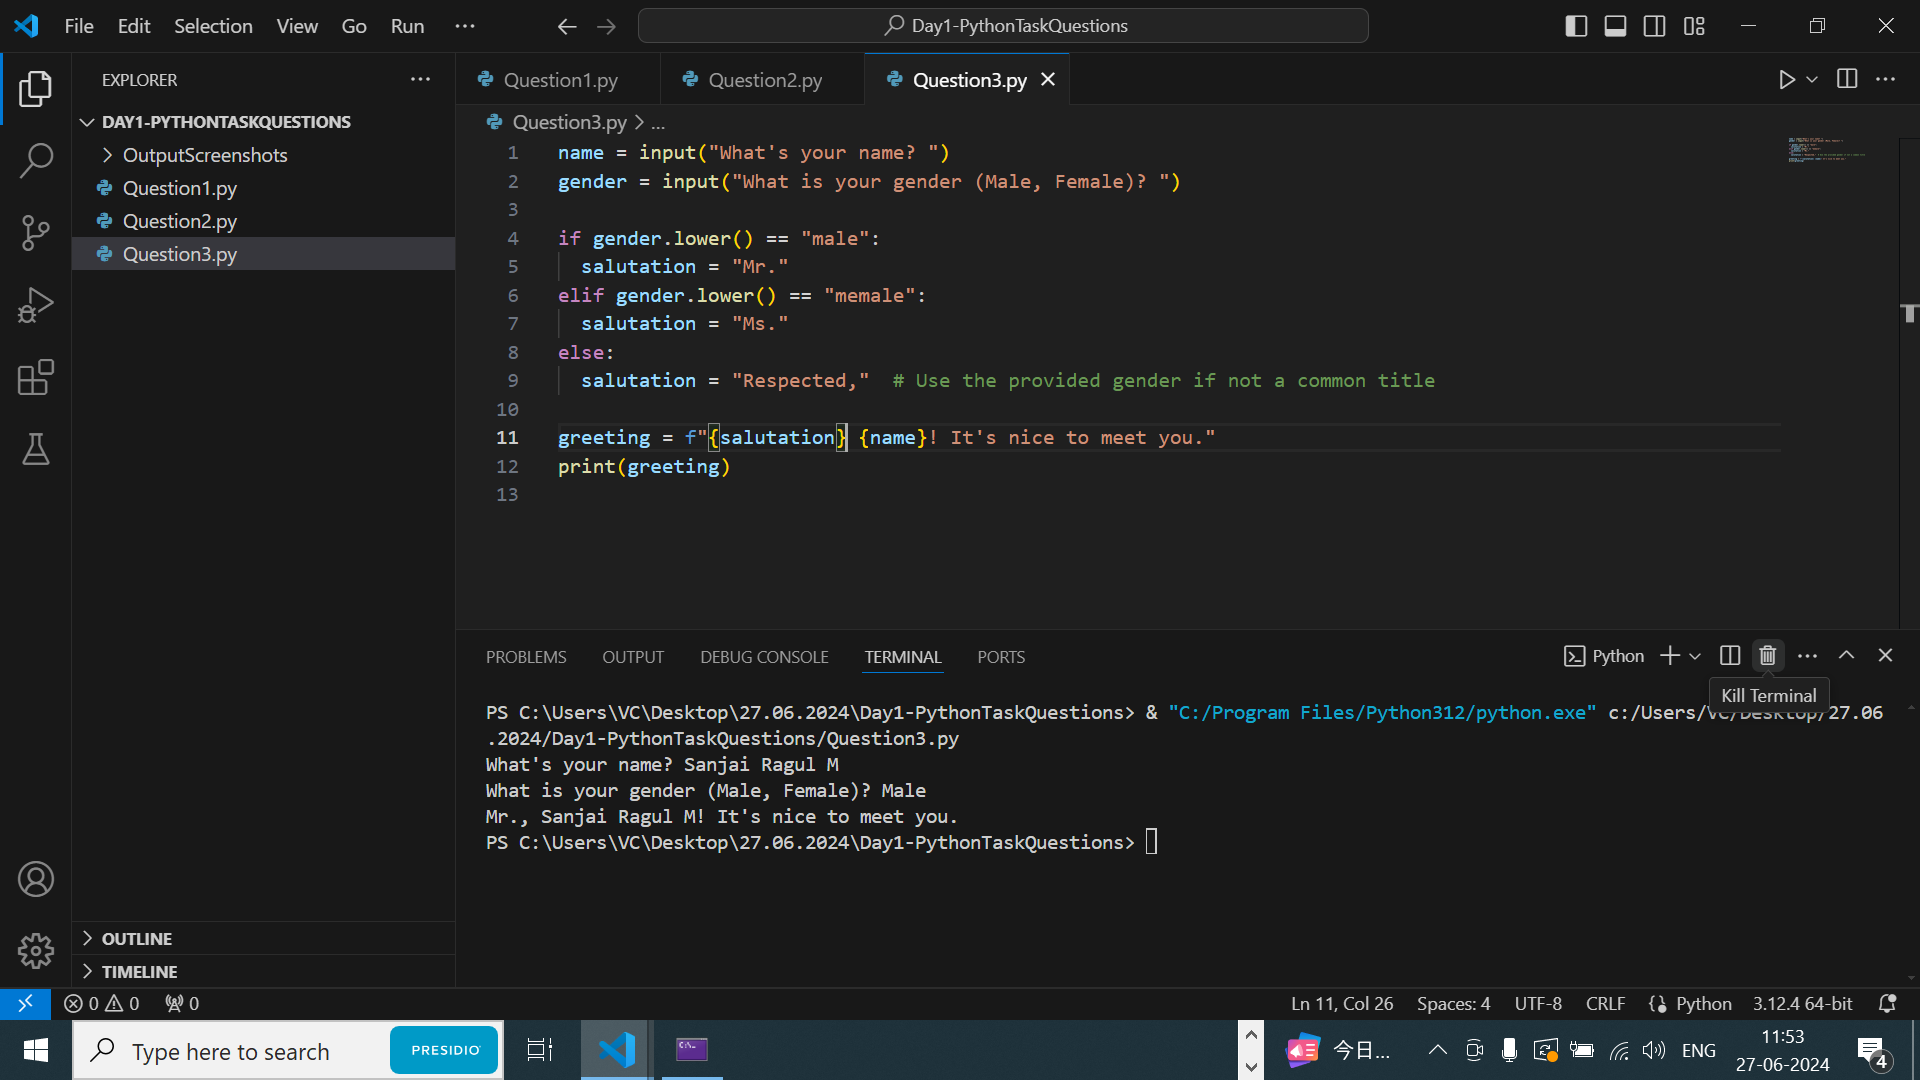 File Edit Selection View Go Run ...
Day1-PythonTaskQuestions
EXPLORER
DAY1-PYTHONTASKQUESTIONS
OutputScreenshots
Question1.py
Question2.py
Question3.py
OUTLINE
TIMELINE
Question1.py Question2.py Question3.py
Question3.py > ...
1 name = input("What's your name? ")
2 gender = input("What is your gender (Male, Female)? ")
3
4 if gender.lower() == "male":
5 salutation = "Mr."
6 elif gender.lower() == "memale":
7 salutation = "Ms."
8 else:
9 salutation = "Respected," # Use the provided gender if not a common title
10
11 greeting = f"{salutation} {name}! It's nice to meet you."
12 print(greeting)
13
PROBLEMS OUTPUT DEBUG CONSOLE TERMINAL PORTS
Python
Kill Terminal
PS C:\Users\VC\Desktop\27.06.2024\Day1-PythonTaskQuestions> & "C:/Program Files/Python312/python.exe" c:/Users/VC/Desktop/27.06
.2024/Day1-PythonTaskQuestions/Question3.py
What's your name? Sanjai Ragul M
What is your gender (Male, Female)? Male
Mr., Sanjai Ragul M! It's nice to meet you.
PS C:\Users\VC\Desktop\27.06.2024\Day1-PythonTaskQuestions>
0 0 0
Ln 11, Col 26 Spaces: 4 UTF-8 CRLF Python 3.12.4 64-bit
Type here to search
PRESIDIO
今日...
ENG
11:53
27-06-2024
4